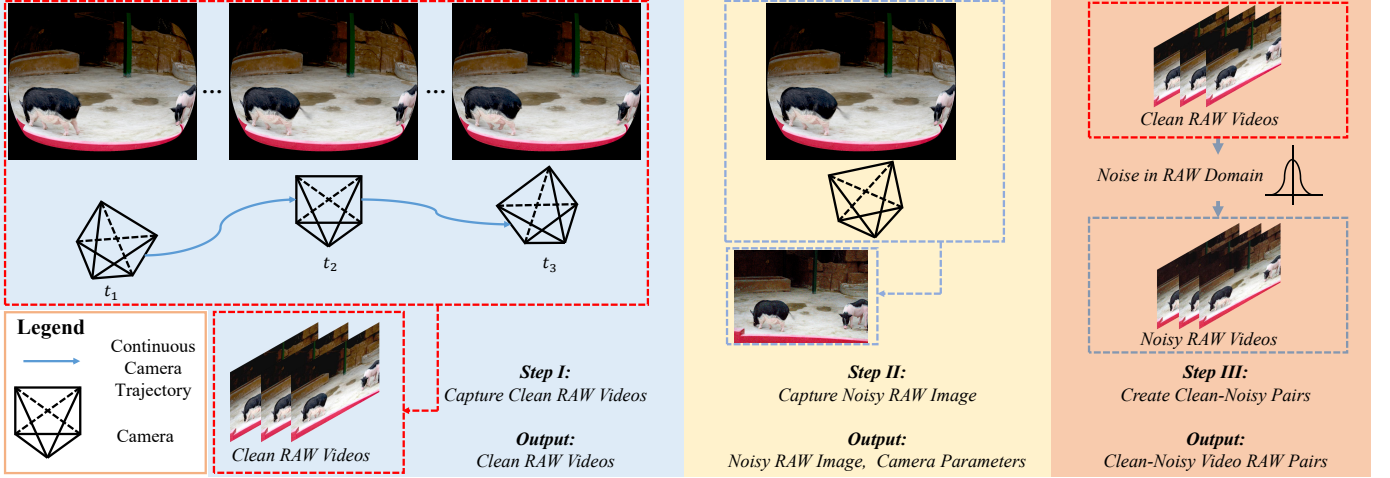 ...
...
t₁
t₂
t₃
Legend
Continuous
Camera
Trajectory
Camera
Clean RAW Videos
Step I:
Capture Clean RAW Videos
Output:
Clean RAW Videos
Step II:
Capture Noisy RAW Image
Output:
Noisy RAW Image, Camera Parameters
Clean RAW Videos
Noise in RAW Domain
Noisy RAW Videos
Step III:
Create Clean-Noisy Pairs
Output:
Clean-Noisy Video RAW Pairs